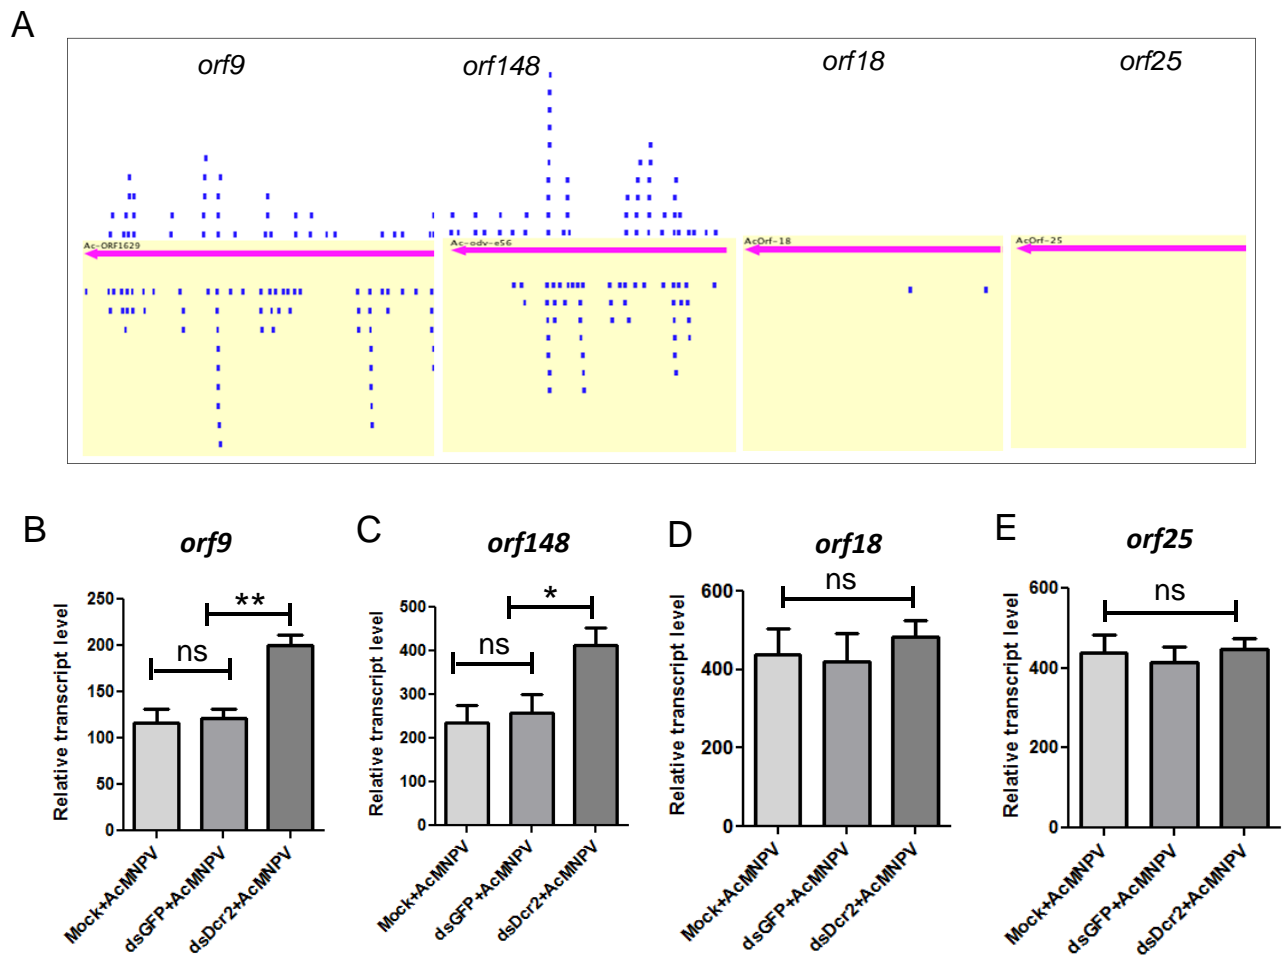 A
orf9 orf148 orf18 orf25
Ac-ORF1629 Ac-odv-e56 AcOrf-18 AcOrf-25
B orf9
Relative transcript level
250
200
150
100
50
0
ns
**
Mock+AcMNPV
dsGFP+AcMNPV
dsDcr2+AcMNPV
C orf148
Relative transcript level
500
400
300
200
100
0
ns
*
Mock+AcMNPV
dsGFP+AcMNPV
dsDcr2+AcMNPV
D orf18
Relative transcript level
600
400
200
0
ns
Mock+AcMNPV
dsGFP+AcMNPV
dsDcr2+AcMNPV
E orf25
Relative transcript level
600
400
200
0
ns
Mock+AcMNPV
dsGFP+AcMNPV
dsDcr2+AcMNPV